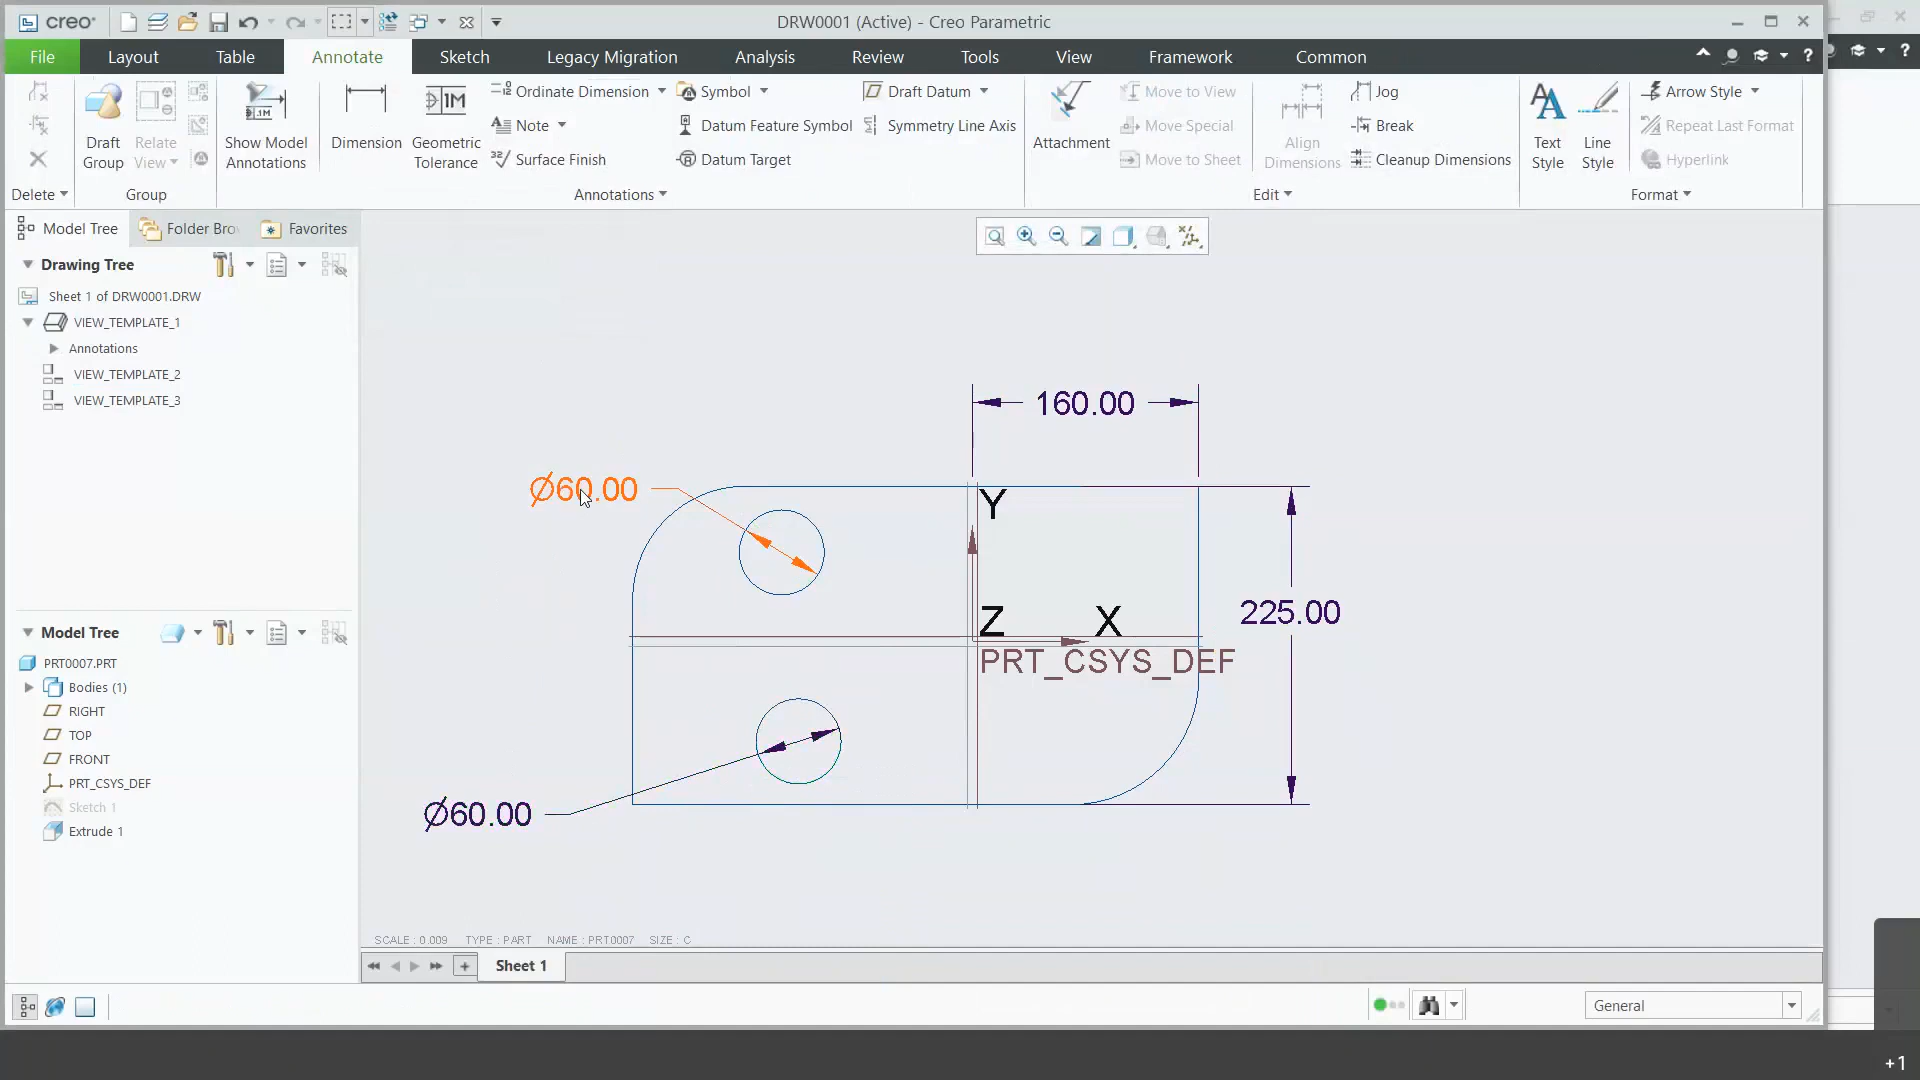 creo
DRW0001 (Active) - Creo Parametric
File
Layout
Table
Annotate
Sketch
Legacy Migration
Analysis
Review
Tools
View
Framework
Common
Draft Group
Relate View
Show Model Annotations
Dimension
Geometric Tolerance
Ordinate Dimension
Note
Surface Finish
Symbol
Datum Feature Symbol
Datum Target
Draft Datum
Symmetry Line Axis
Attachment
Move to View
Move Special
Move to Sheet
Align Dimensions
Jog
Break
Cleanup Dimensions
Text Style
Line Style
Arrow Style
Repeat Last Format
Hyperlink
Delete
Group
Annotations
Edit
Format
Model Tree
Folder Bro
Favorites
Drawing Tree
Sheet 1 of DRW0001.DRW
VIEW_TEMPLATE_1
Annotations
VIEW_TEMPLATE_2
VIEW_TEMPLATE_3
Model Tree
PRT0007.PRT
Bodies (1)
RIGHT
TOP
FRONT
PRT_CSYS_DEF
Sketch 1
Extrude 1
160.00
∅60.00
Y
225.00
Z
X
PRT_CSYS_DEF
∅60.00
SCALE : 0.009 TYPE : PART NAME : PRT0007 SIZE : C
Sheet 1
General
+1